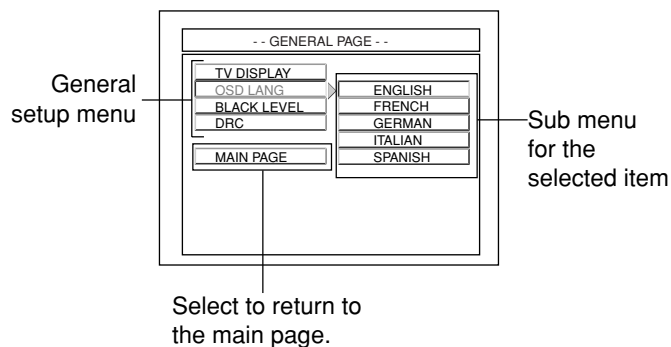 - - GENERAL PAGE - -
General
setup menu
TV DISPLAY
OSD LANG
BLACK LEVEL
DRC
MAIN PAGE
ENGLISH
FRENCH
GERMAN
ITALIAN
SPANISH
Sub menu
for the
selected item
Select to return to
the main page.